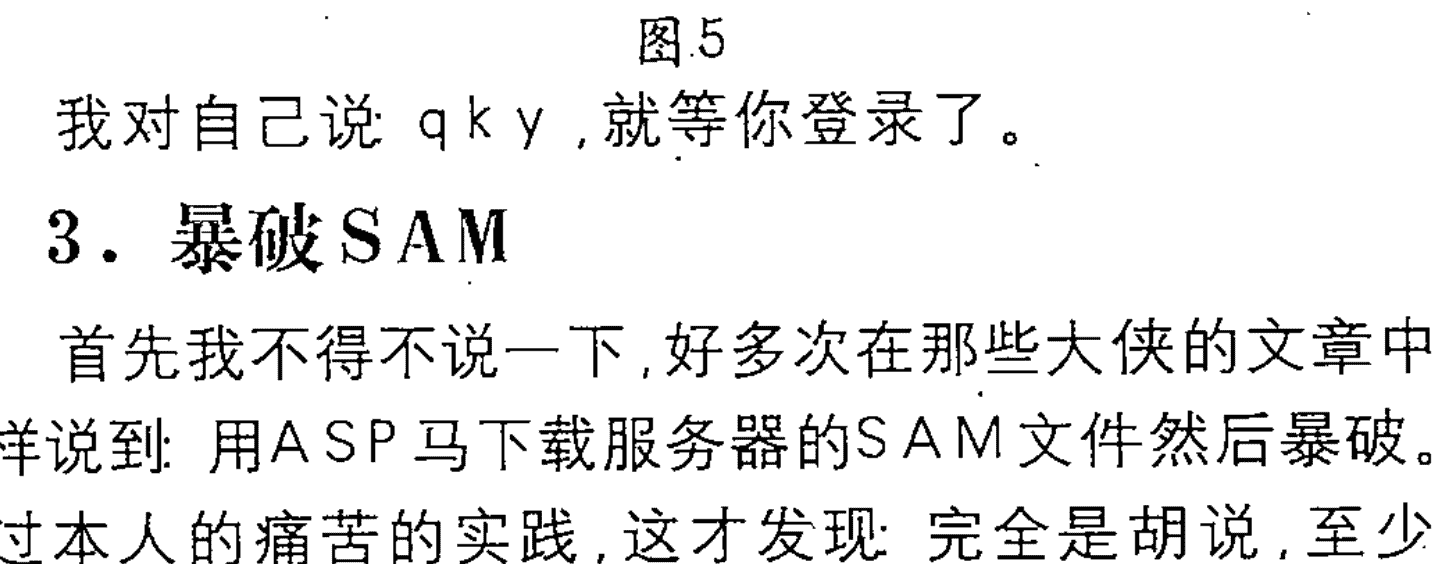 图.5
我对自己说: qky,就等你登录了。
3. 暴破SAM
首先我不得不说一下,好多次在那些大侠的文章中
样说到: 用ASP马下载服务器的SAM文件然后暴破。
过本人的痛苦的实践,这才发现: 完全是胡说,至少